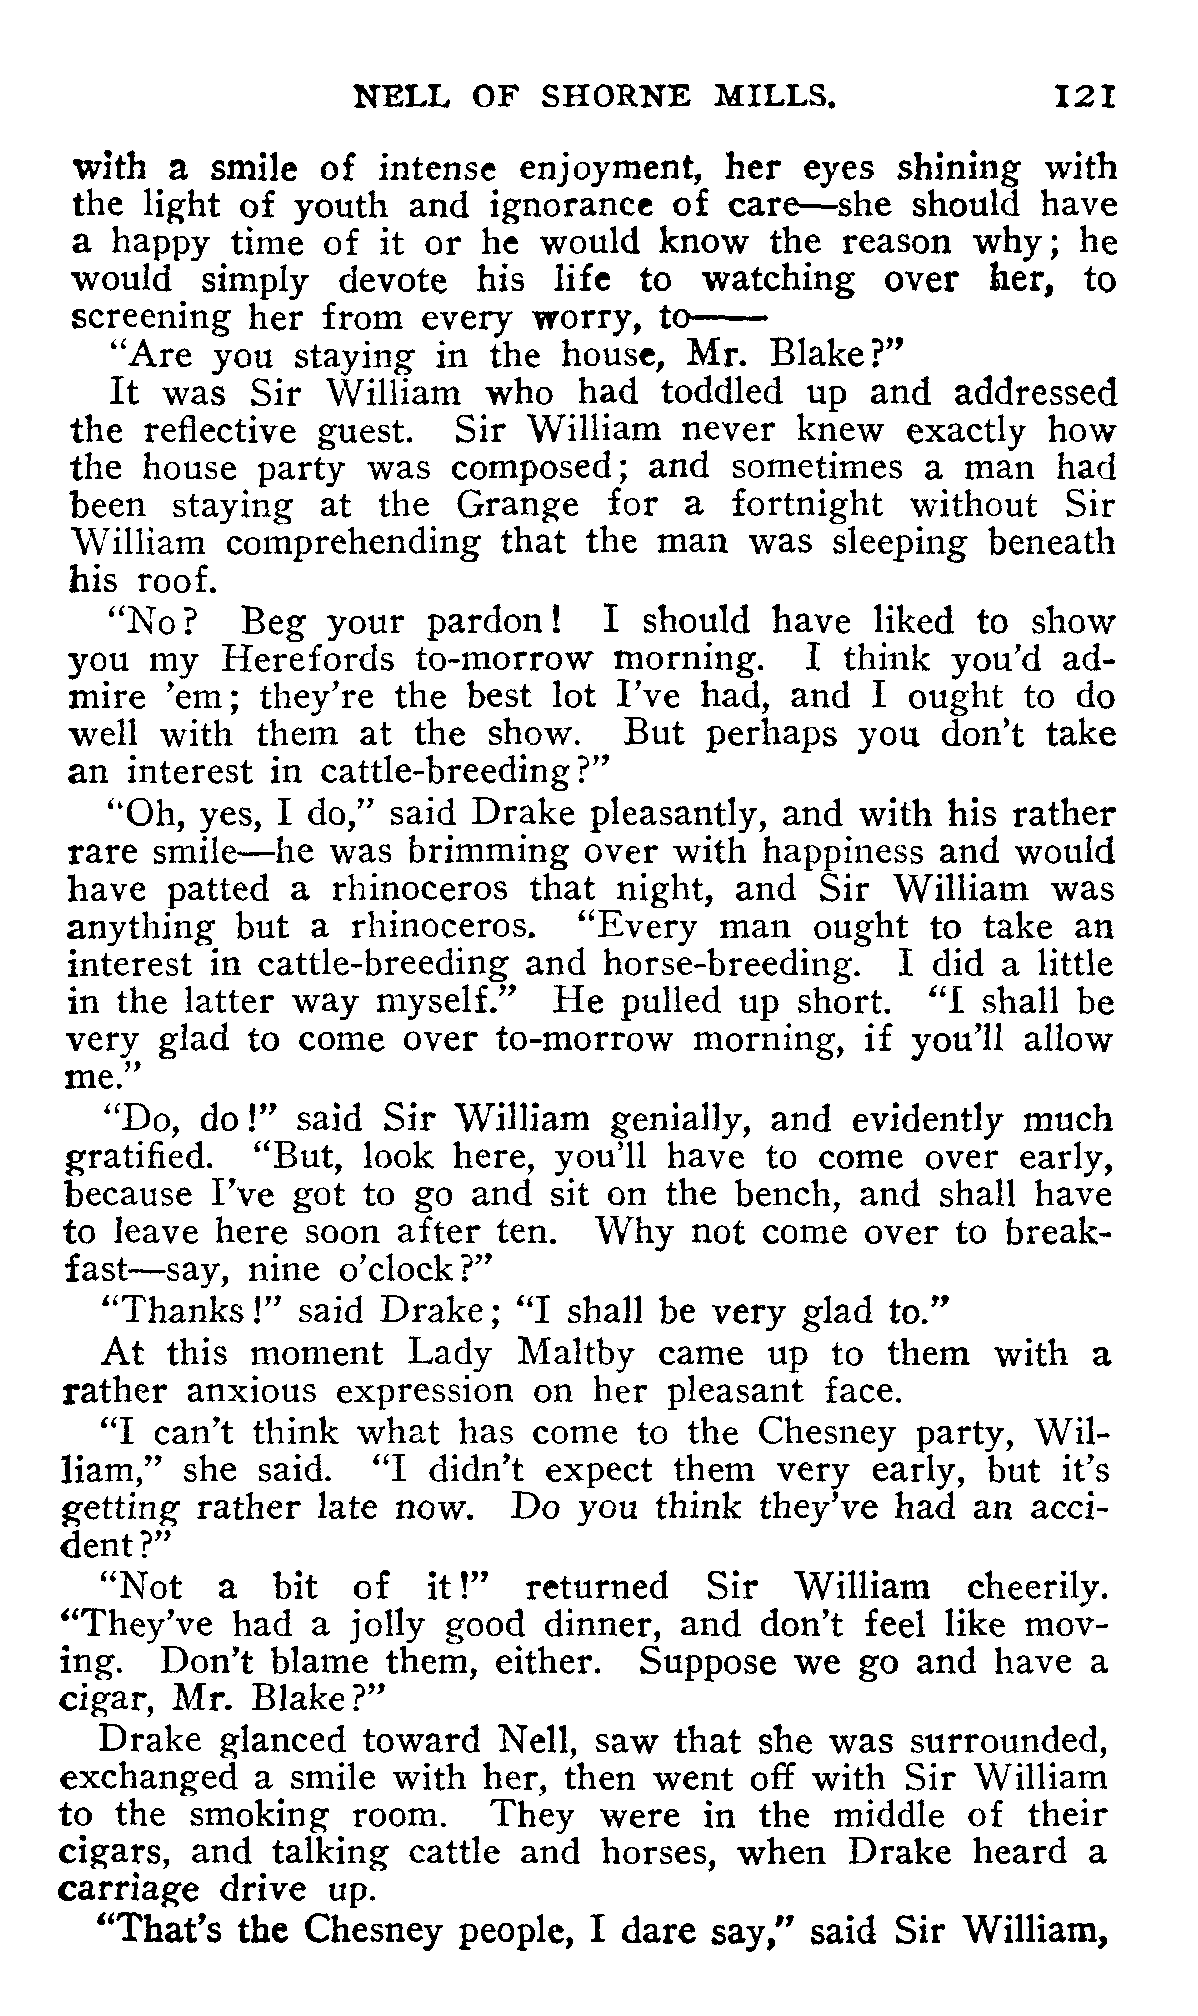 NELL OF SHORNE MILLS. 121
with a smile of intense enjoyment, her eyes shining with
the light of youth and ignorance of care—she should have
a happy time of it or he would know the reason why; he
would simply devote his life to watching over her, to
screening her from every worry, to——
"Are you staying in the house, Mr. Blake?"
It was Sir William who had toddled up and addressed
the reflective guest. Sir William never knew exactly how
the house party was composed; and sometimes a man had
been staying at the Grange for a fortnight without Sir
William comprehending that the man was sleeping beneath
his roof.
"No? Beg your pardon! I should have liked to show
you my Herefords to-morrow morning. I think you'd ad-
mire 'em; they're the best lot I've had, and I ought to do
well with them at the show. But perhaps you don't take
an interest in cattle-breeding?"
"Oh, yes, I do," said Drake pleasantly, and with his rather
rare smile—he was brimming over with happiness and would
have patted a rhinoceros that night, and Sir William was
anything but a rhinoceros. "Every man ought to take an
interest in cattle-breeding and horse-breeding. I did a little
in the latter way myself." He pulled up short. "I shall be
very glad to come over to-morrow morning, if you'll allow
me."
"Do, do!" said Sir William genially, and evidently much
gratified. "But, look here, you'll have to come over early,
because I've got to go and sit on the bench, and shall have
to leave here soon after ten. Why not come over to break-
fast—say, nine o'clock?"
"Thanks!" said Drake; "I shall be very glad to."
At this moment Lady Maltby came up to them with a
rather anxious expression on her pleasant face.
"I can't think what has come to the Chesney party, Wil-
liam," she said. "I didn't expect them very early, but it's
getting rather late now. Do you think they've had an acci-
dent?"
"Not a bit of it!" returned Sir William cheerily.
"They've had a jolly good dinner, and don't feel like mov-
ing. Don't blame them, either. Suppose we go and have a
cigar, Mr. Blake?"
Drake glanced toward Nell, saw that she was surrounded,
exchanged a smile with her, then went off with Sir William
to the smoking room. They were in the middle of their
cigars, and talking cattle and horses, when Drake heard a
carriage drive up.
"That's the Chesney people, I dare say," said Sir William,